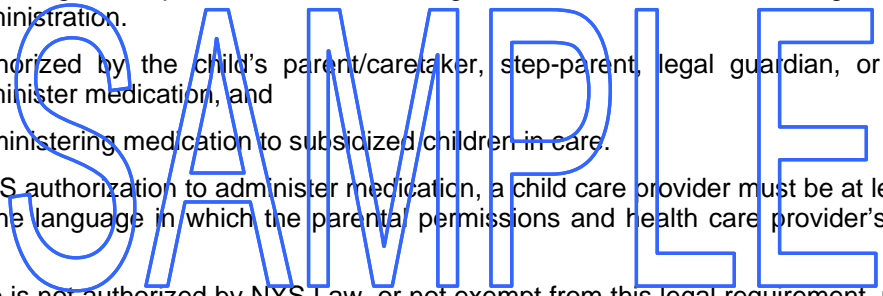 ministration.
horized by the child's parent/caretaker, step-parent, legal guardian, or
minister medication, and
ministering medication to subsidized children in care.
S authorization to administer medication, a child care provider must be at le
he language in which the parental permissions and health care provider's
is not authorized by NYS Law, or not exempt from this legal requirement,
SAMPLE